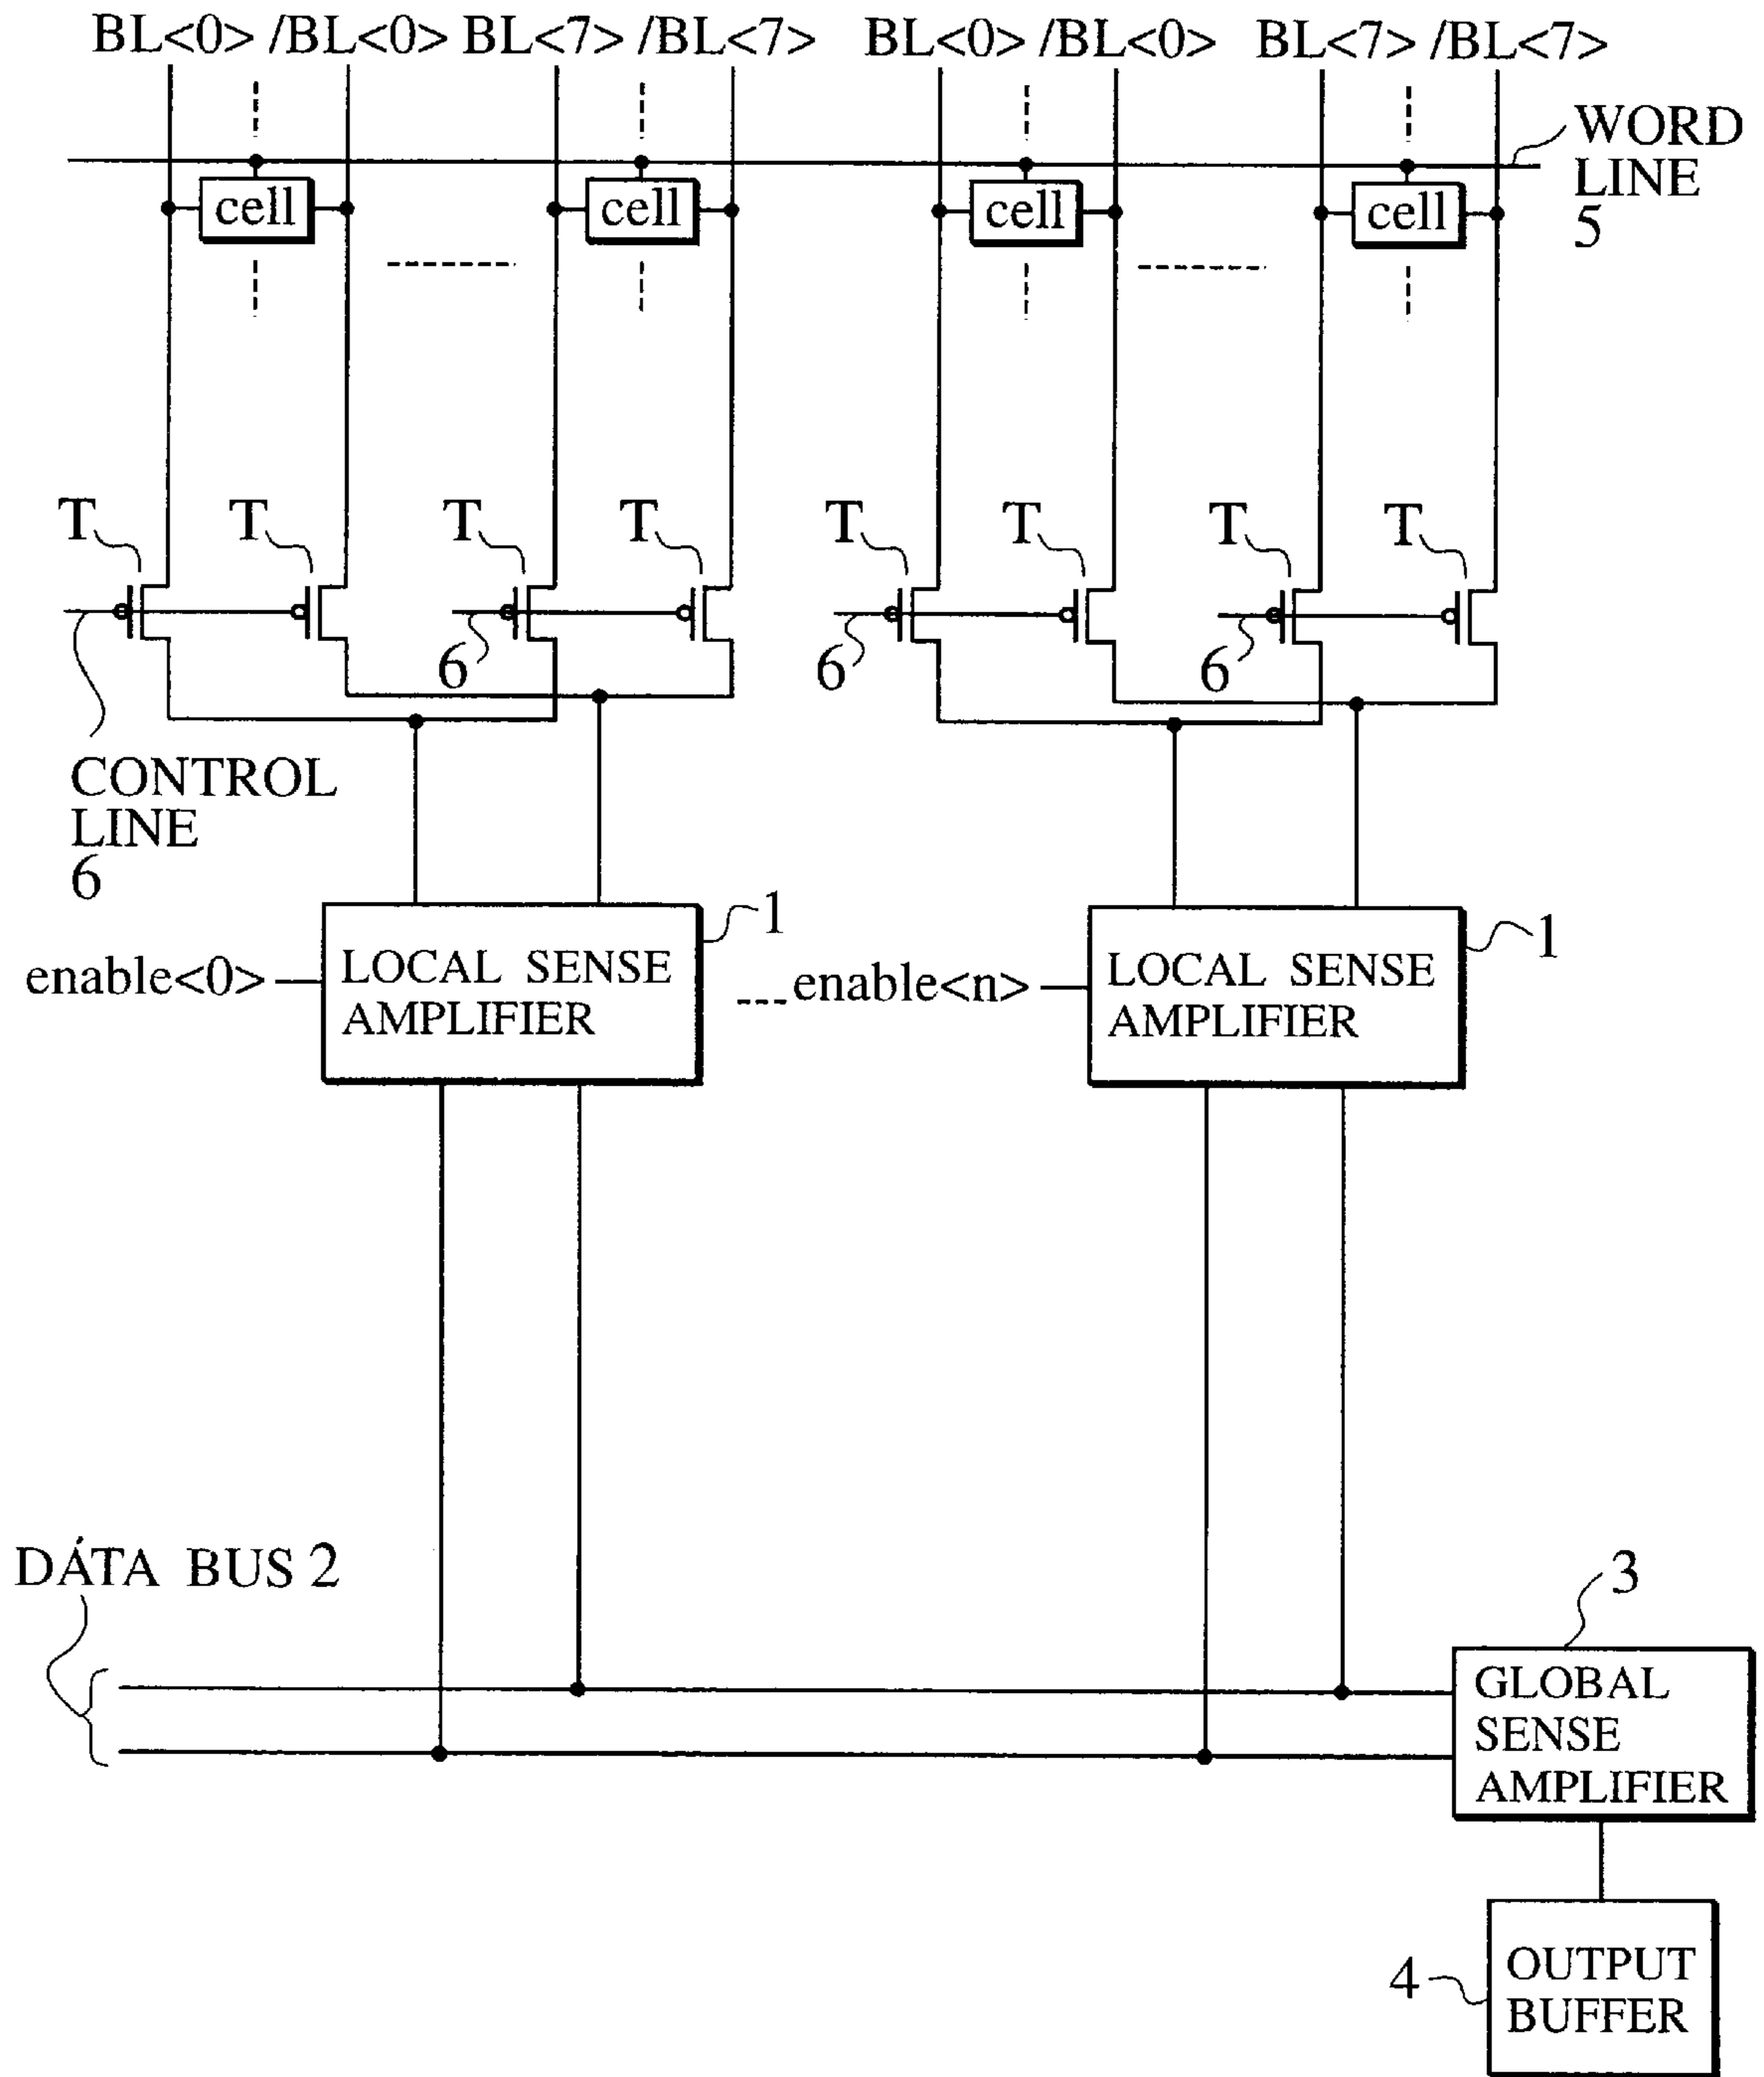 BL<0> /BL<0> BL<7> /BL<7> BL<0> /BL<0> BL<7> /BL<7>
WORD
LINE
5
cell cell cell cell
T T T T T T T T
6 6 6
CONTROL
LINE
6
1 1
enable<0> LOCAL SENSE
AMPLIFIER
enable<n> LOCAL SENSE
AMPLIFIER
DATA BUS 2
3
GLOBAL
SENSE
AMPLIFIER
4
OUTPUT
BUFFER